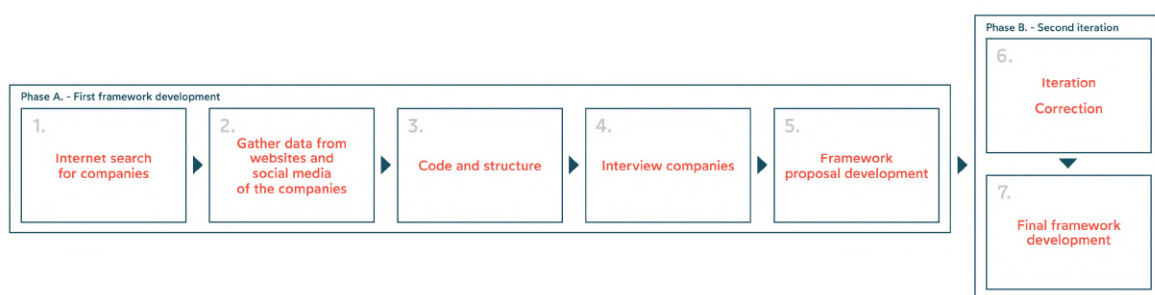 Phase A. - First framework development
1.
Internet search
for companies
2.
Gather data from
websites and
social media
of the companies
3.
Code and structure
4.
Interview companies
5.
Framework
proposal development
Phase B. - Second iteration
6.
Iteration
Correction
7.
Final framework
development